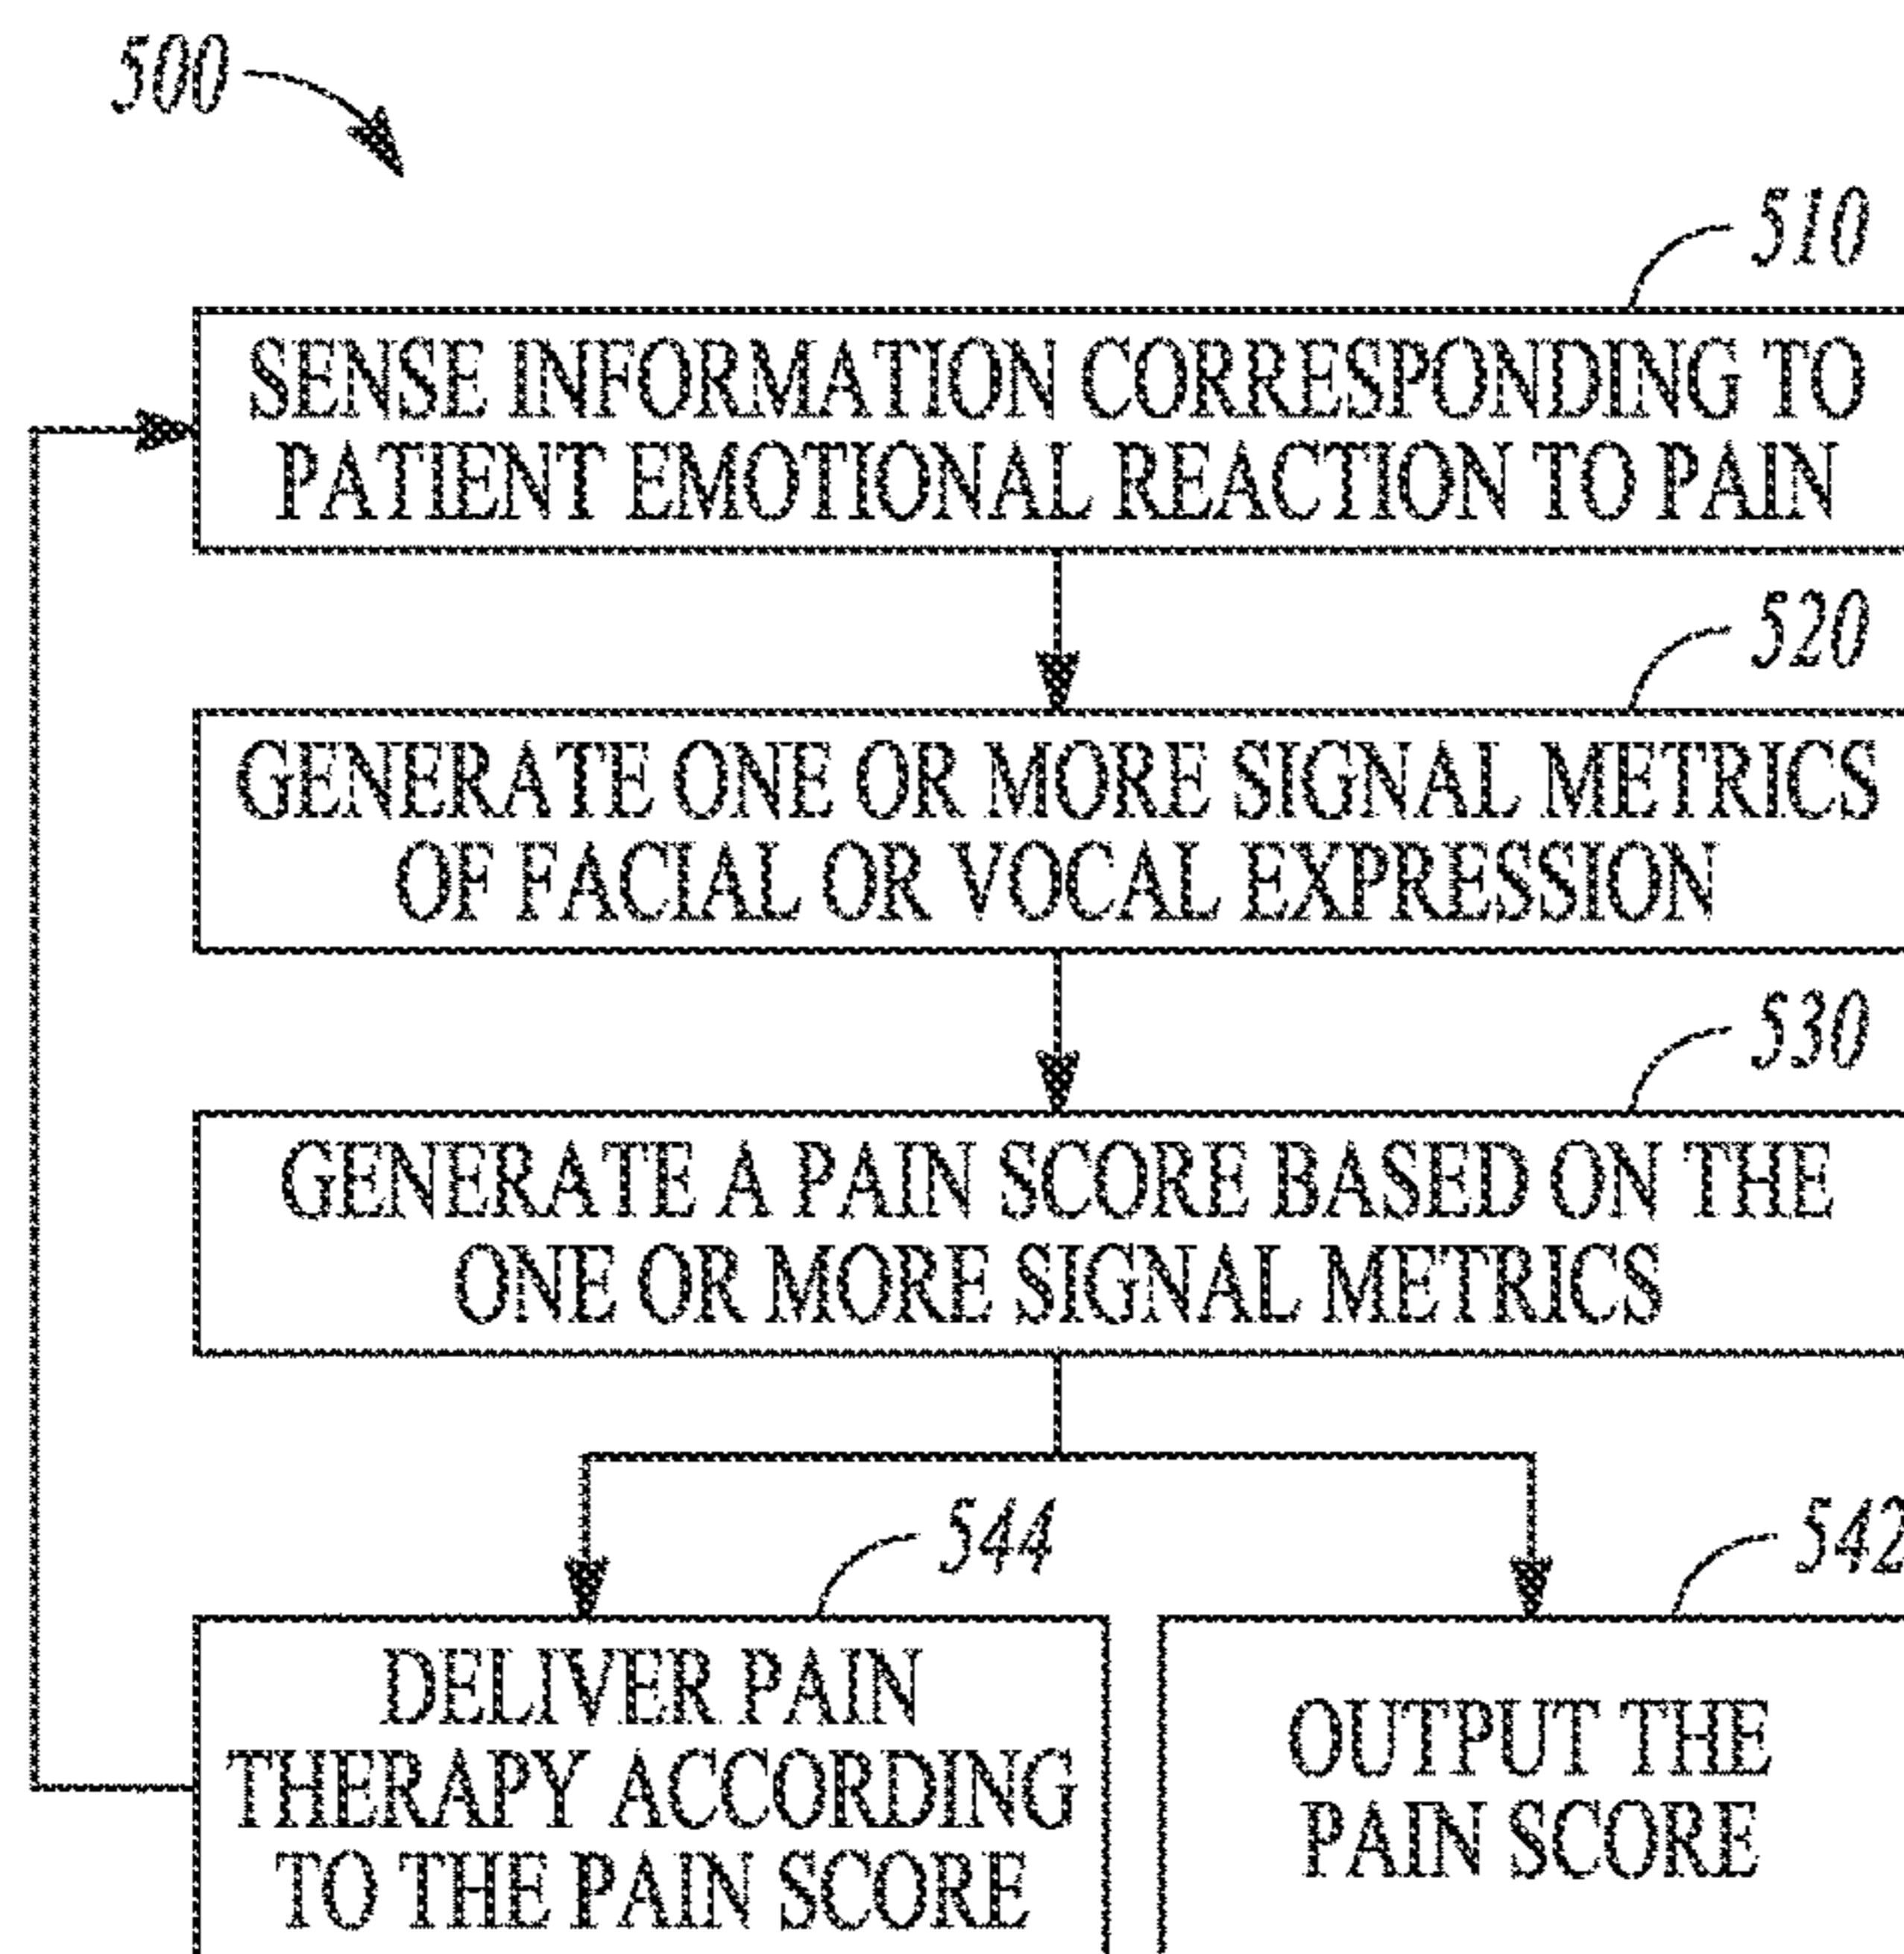 500
510
SENSE INFORMATION CORRESPONDING TO
PATIENT EMOTIONAL REACTION TO PAIN
520
GENERATE ONE OR MORE SIGNAL METRICS
OF FACIAL OR VOCAL EXPRESSION
530
GENERATE A PAIN SCORE BASED ON THE
ONE OR MORE SIGNAL METRICS
544
542
DELIVER PAIN
THERAPY ACCORDING
TO THE PAIN SCORE
OUTPUT THE
PAIN SCORE